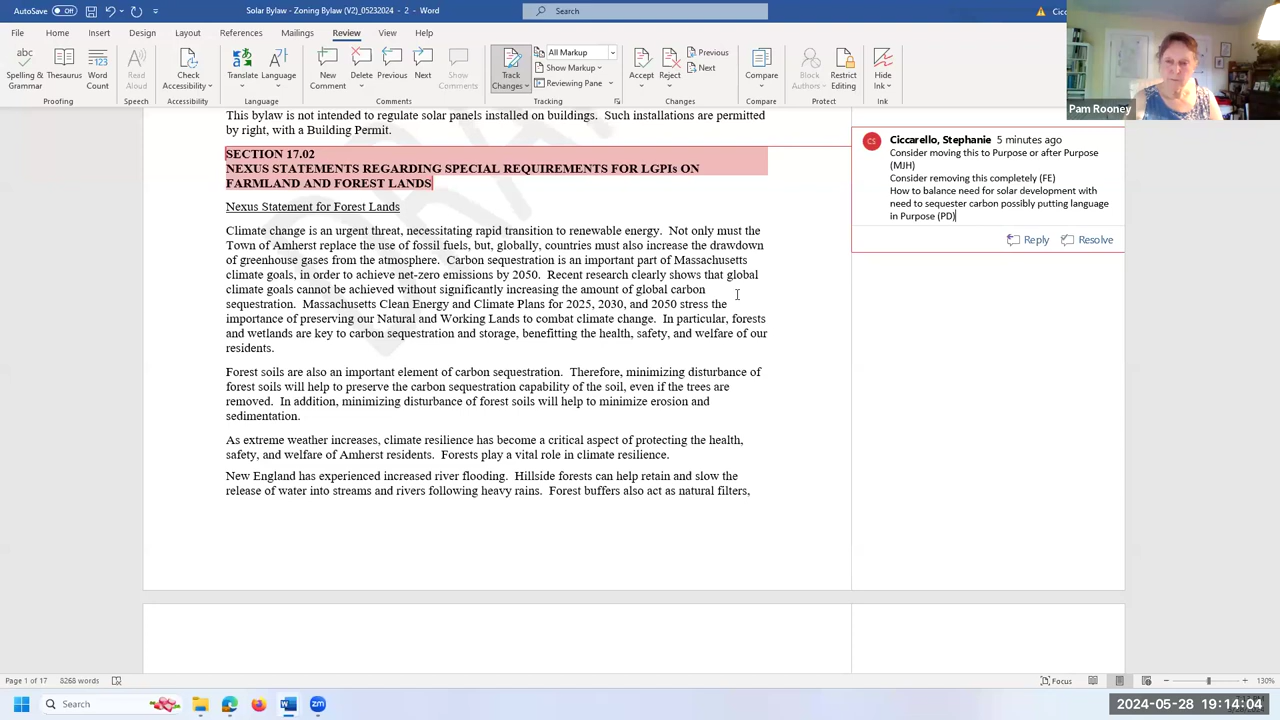 AutoSave Off
Solar Bylaw - Zoning Bylaw (V2)_05232024 - 2 - Word
Search
File Home Insert Draw Design Layout References Mailings Review View Help
abc
Spelling & Grammar
Thesaurus
Word Count
Read Aloud
Check Accessibility
Translate
Language
New Comment
Delete
Previous
Next
Show Comments
Track Changes
All Markup
Show Markup
Reviewing Pane
Accept
Reject
Previous
Next
Compare
Block Authors
Restrict Editing
Hide Ink
Proofing
Speech
Accessibility
Language
Comments
Tracking
Changes
Compare
Protect
Ink
Pam Rooney
This bylaw is not intended to regulate solar panels installed on buildings. Such installations are permitted
by right, with a Building Permit.
SECTION 17.02
NEXUS STATEMENTS REGARDING SPECIAL REQUIREMENTS FOR LGPIs ON
FARMLAND AND FOREST LANDS
Nexus Statement for Forest Lands
Climate change is an urgent threat, necessitating rapid transition to renewable energy. Not only must the
Town of Amherst replace the use of fossil fuels, but, globally, countries must also increase the drawdown
of greenhouse gases from the atmosphere. Carbon sequestration is an important part of Massachusetts
climate goals, in order to achieve net-zero emissions by 2050. Recent research clearly shows that global
climate goals cannot be achieved without significantly increasing the amount of global carbon
sequestration. Massachusetts Clean Energy and Climate Plans for 2025, 2030, and 2050 stress the
importance of preserving our Natural and Working Lands to combat climate change. In particular, forests
and wetlands are key to carbon sequestration and storage, benefitting the health, safety, and welfare of our
residents.
Forest soils are also an important element of carbon sequestration. Therefore, minimizing disturbance of
forest soils will help to preserve the carbon sequestration capability of the soil, even if the trees are
removed. In addition, minimizing disturbance of forest soils will help to minimize erosion and
sedimentation.
As extreme weather increases, climate resilience has become a critical aspect of protecting the health,
safety, and welfare of Amherst residents. Forests play a vital role in climate resilience.
New England has experienced increased river flooding. Hillside forests can help retain and slow the
release of water into streams and rivers following heavy rains. Forest buffers also act as natural filters,
CS Ciccarello, Stephanie 5 minutes ago
Consider moving this to Purpose or after Purpose
(MJH)
Consider removing this completely (FE)
How to balance need for solar development with
need to sequester carbon possibly putting language
in Purpose (PD)
Reply Resolve
Page 1 of 17 8268 words
Focus
130%
Search
2024-05-28 19:14:04